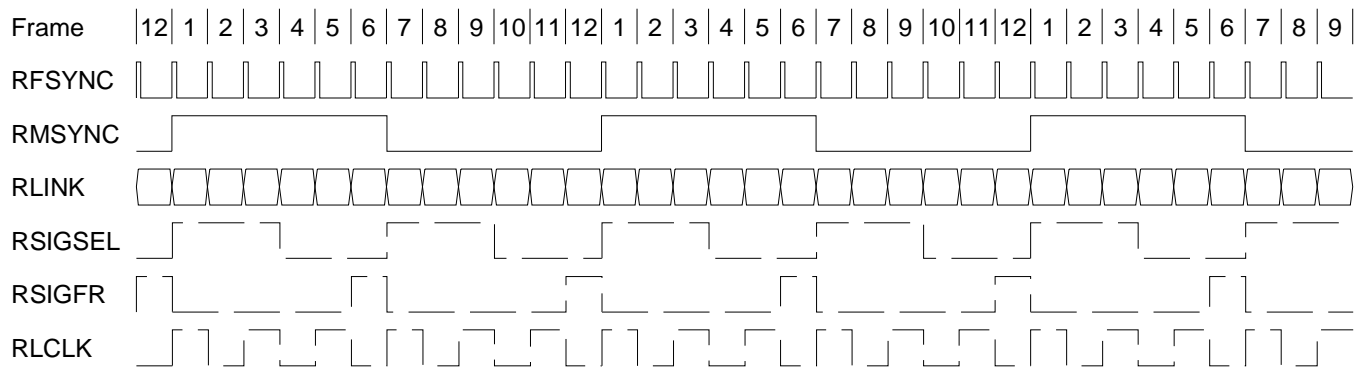 Frame 12 1 2 3 4 5 6 7 8 9 10 11 12 1 2 3 4 5 6 7 8 9 10 11 12 1 2 3 4 5 6 7 8 9
RFSYNC
RMSYNC
RLINK
RSIGSEL
RSIGFR
RLCLK